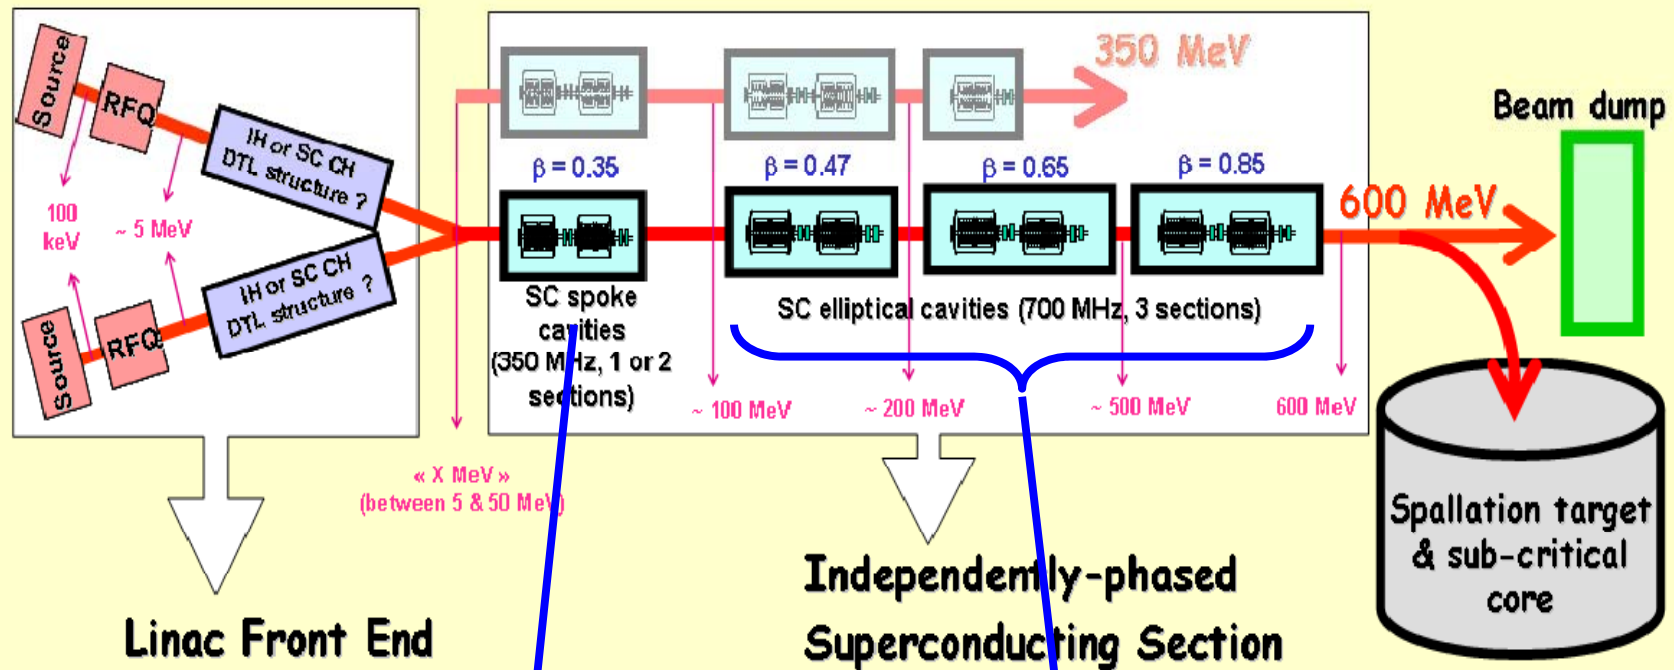 Source
RFQ
IH or SC CH
DTL structure ?
100
keV
~ 5 MeV
IH or SC CH
DTL structure ?
Source
RFQ
Linac Front End
350 MeV
β = 0.35
β = 0.47
β = 0.65
β = 0.85
SC spoke
cavities
(350 MHz, 1 or 2
sections)
SC elliptical cavities (700 MHz, 3 sections)
« X MeV »
(between 5 & 50 MeV)
~ 100 MeV
~ 200 MeV
~ 500 MeV
600 MeV
Independently-phased
Superconducting Section
600 MeV
Beam dump
Spallation target
& sub-critical
core